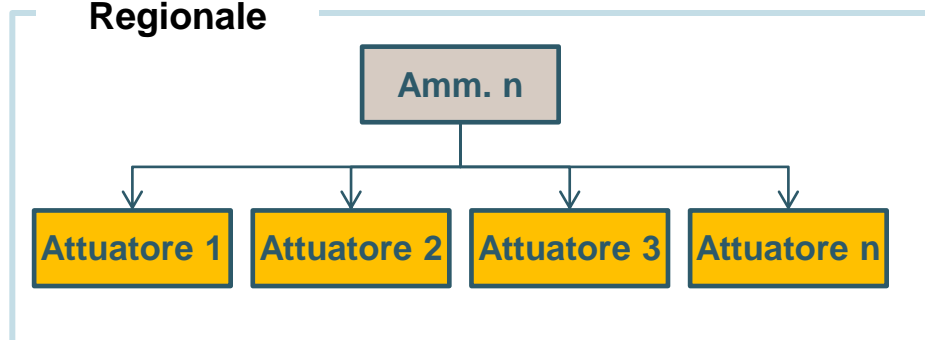 Regionale
Amm. n
Attuatore 1
Attuatore 2
Attuatore 3
Attuatore n